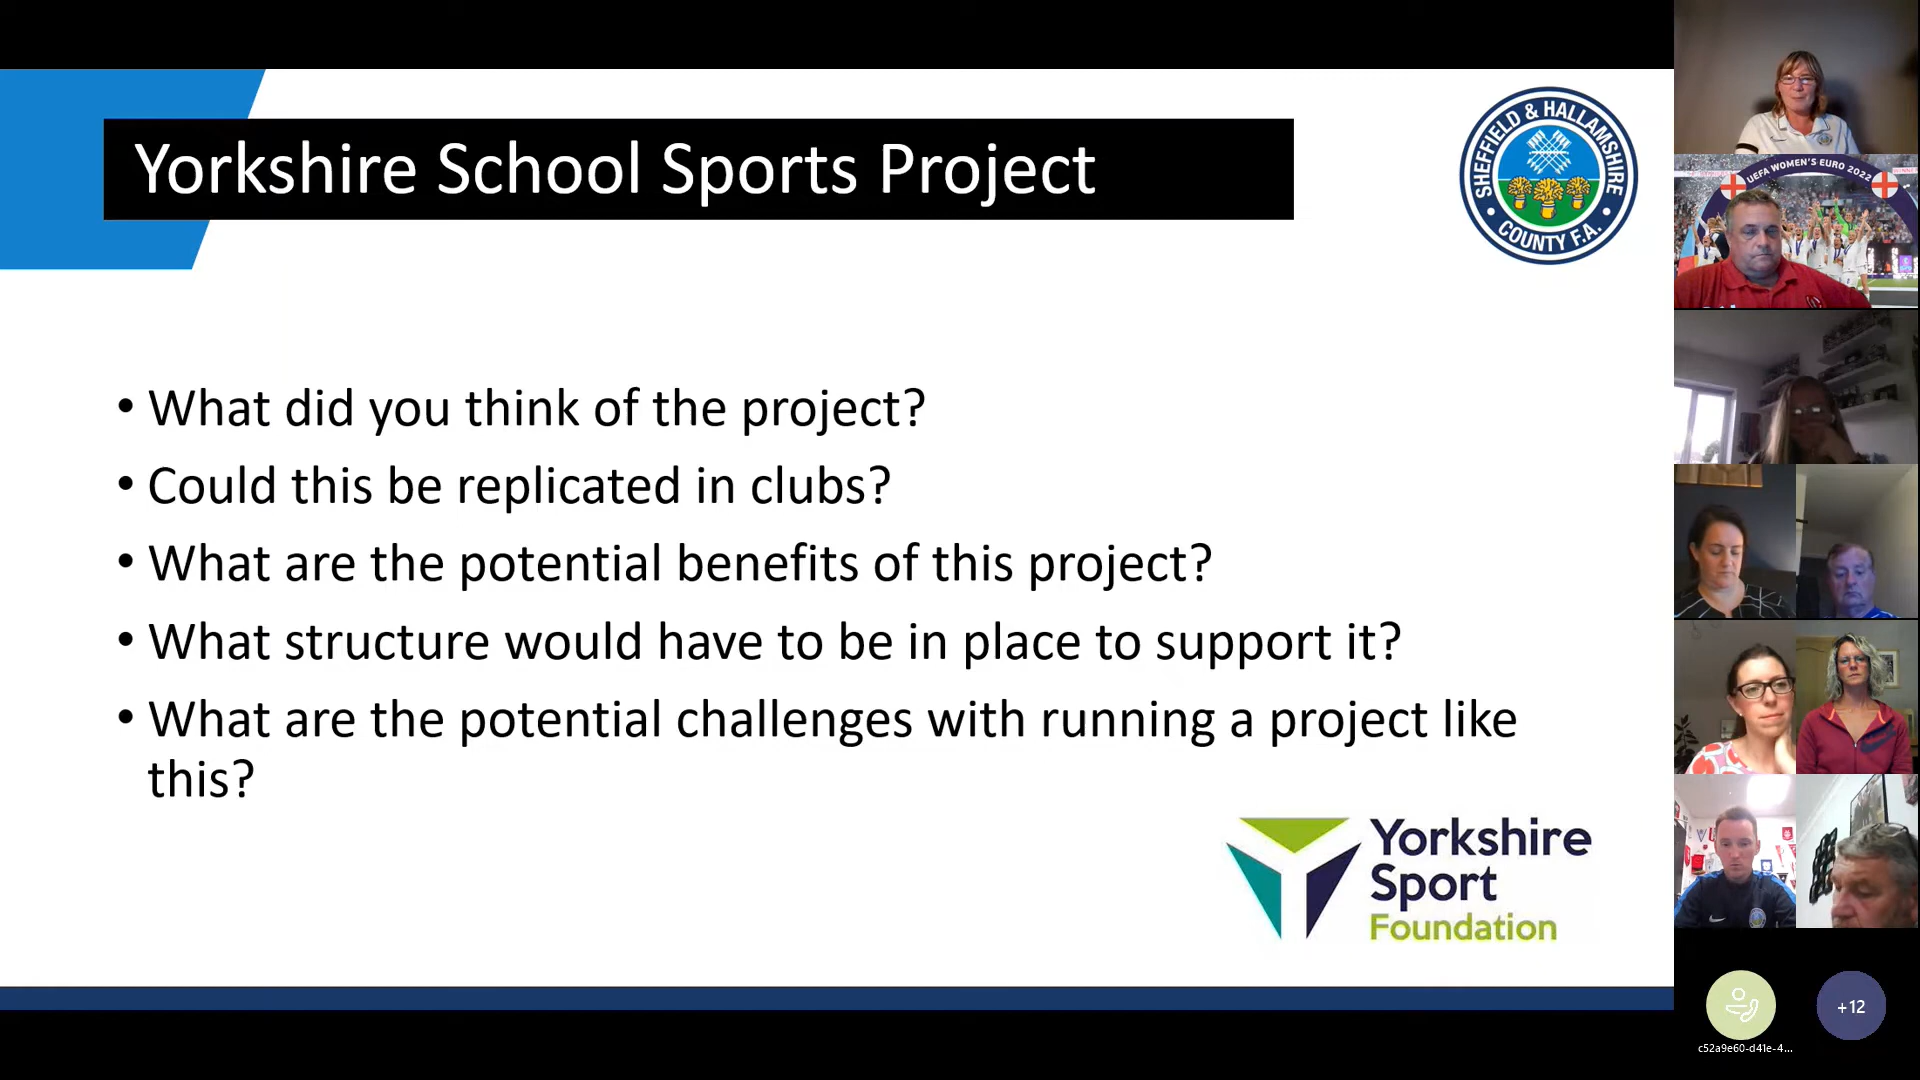 Yorkshire School Sports Project
SHEFFIELD & HALLAMSHIRE
• COUNTY F.A. •
• What did you think of the project?
• Could this be replicated in clubs?
• What are the potential benefits of this project?
• What structure would have to be in place to support it?
• What are the potential challenges with running a project like
this?
Yorkshire
Sport
Foundation
UEFA WOMEN'S EURO 2022
+12
c52a9e60-d41e-4...